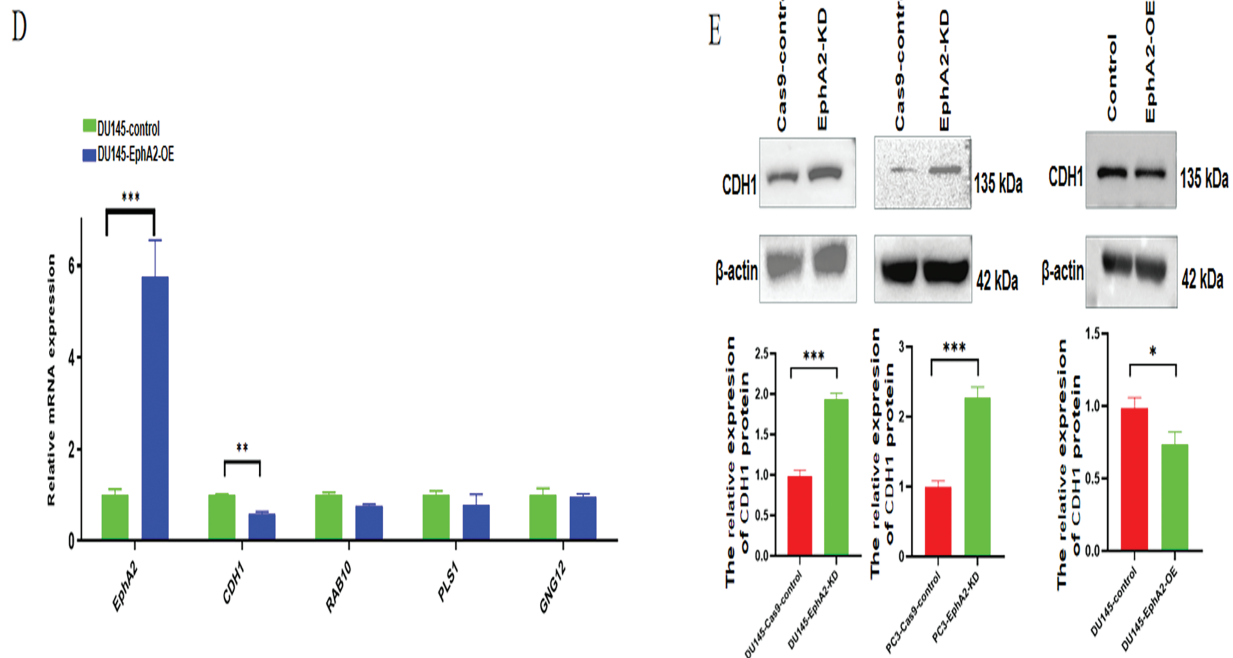 D
DU145-control
DU145-EphA2-OE
***
**
Relative mRNA expression
6
4
2
0
EphA2
CDH1
RAB10
PLS1
GNG12
E
Cas9-contr
EphA2-KD
Cas9-contr
EphA2-KD
Control
EphA2-OE
CDH1
135 kDa
CDH1
135 kDa
β-actin
42 kDa
β-actin
42 kDa
The relative expresion
of CDH1 protein
2.5
2.0
1.5
1.0
0.5
0.0
***
DU145-Cas9-control
DU145-EphA2-KD
The relative expresion
of CDH1 protein
3
2
1
0
***
PC3-Cas9-control
PC3-EphA2-KD
The relative expresion
of CDH1 protein
1.5
1.0
0.5
0.0
*
DU145-control
DU145-EphA2-OE